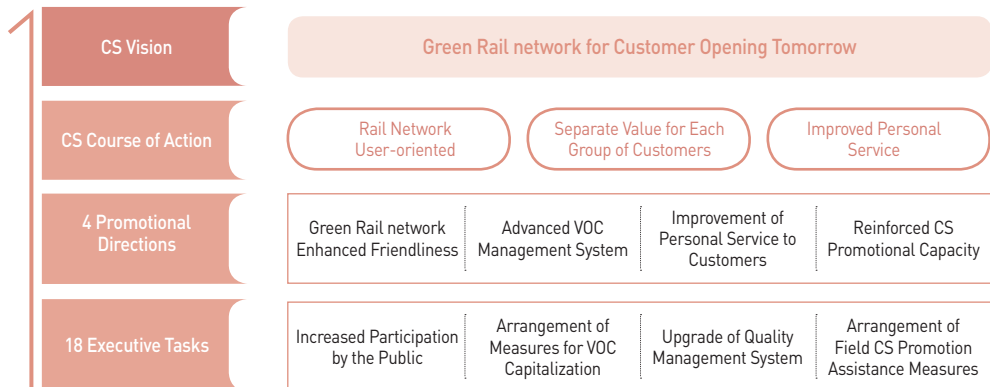 CS Vision
Green Rail network for Customer Opening Tomorrow
CS Course of Action
Rail Network
User-oriented
Separate Value for Each
Group of Customers
Improved Personal
Service
4 Promotional
Directions
Green Rail network
Enhanced Friendliness
Advanced VOC
Management System
Improvement of
Personal Service to
Customers
Reinforced CS
Promotional Capacity
18 Executive Tasks
Increased Participation
by the Public
Arrangement of
Measures for VOC
Capitalization
Upgrade of Quality
Management System
Arrangement of
Field CS Promotion
Assistance Measures